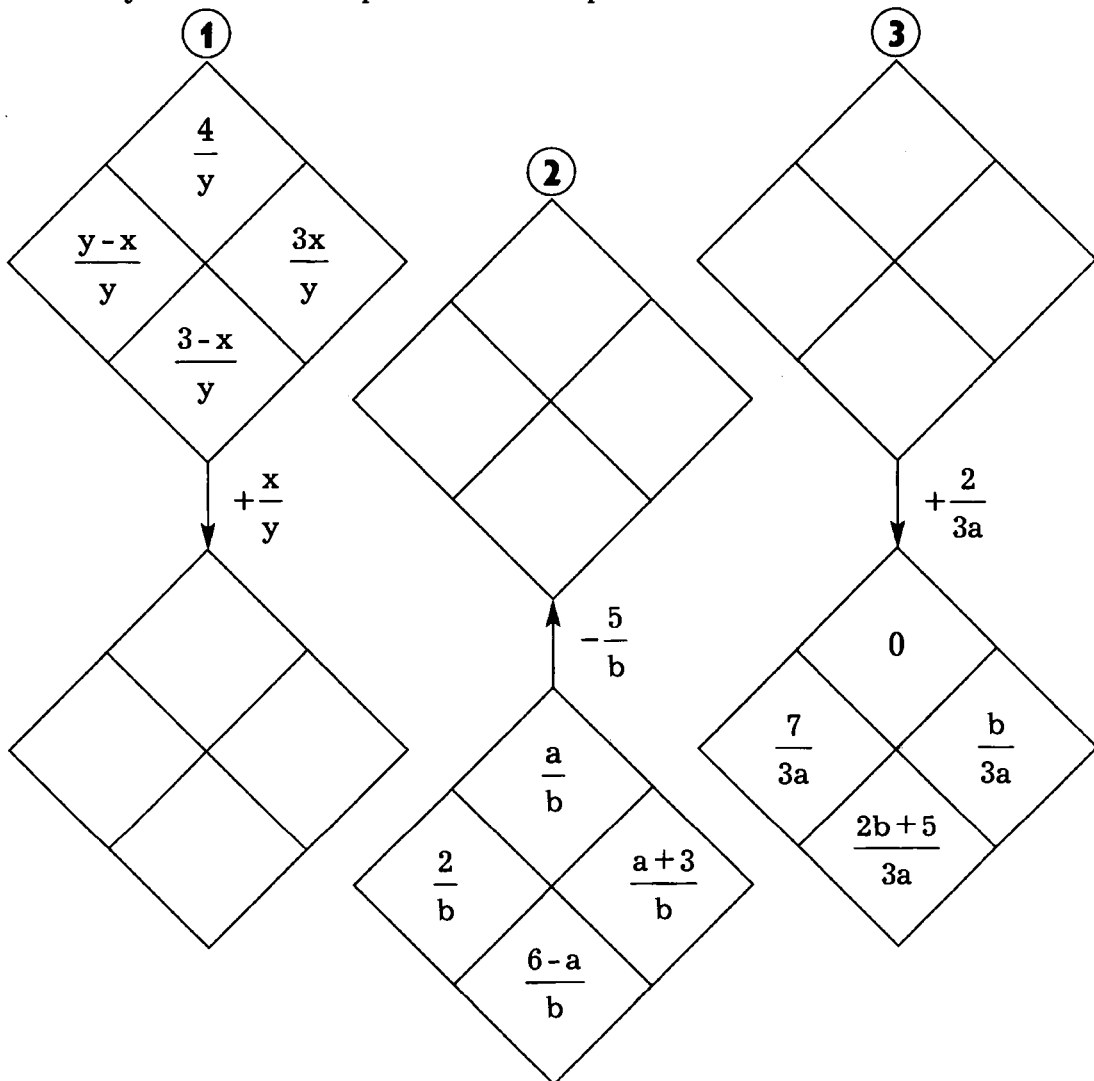 1
4/y
y-x/y
3x/y
3-x/y
+x/y
2
-5/b
a/b
2/b
a+3/b
6-a/b
3
+2/3a
0
7/3a
b/3a
2b+5/3a